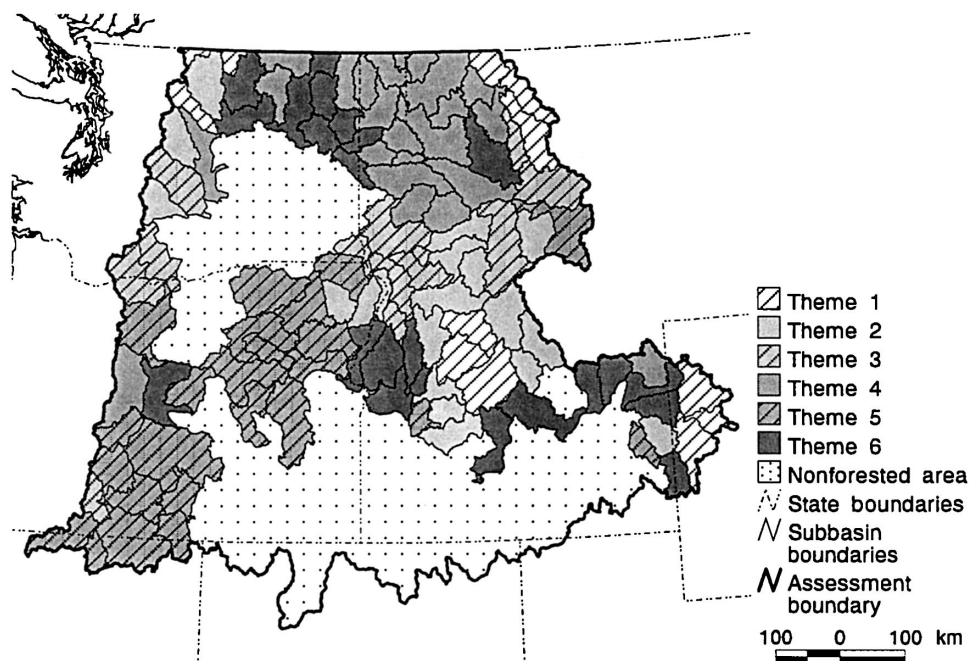 Theme 1
Theme 2
Theme 3
Theme 4
Theme 5
Theme 6
Nonforested area
State boundaries
Subbasin
boundaries
Assessment
boundary
100 0 100 km